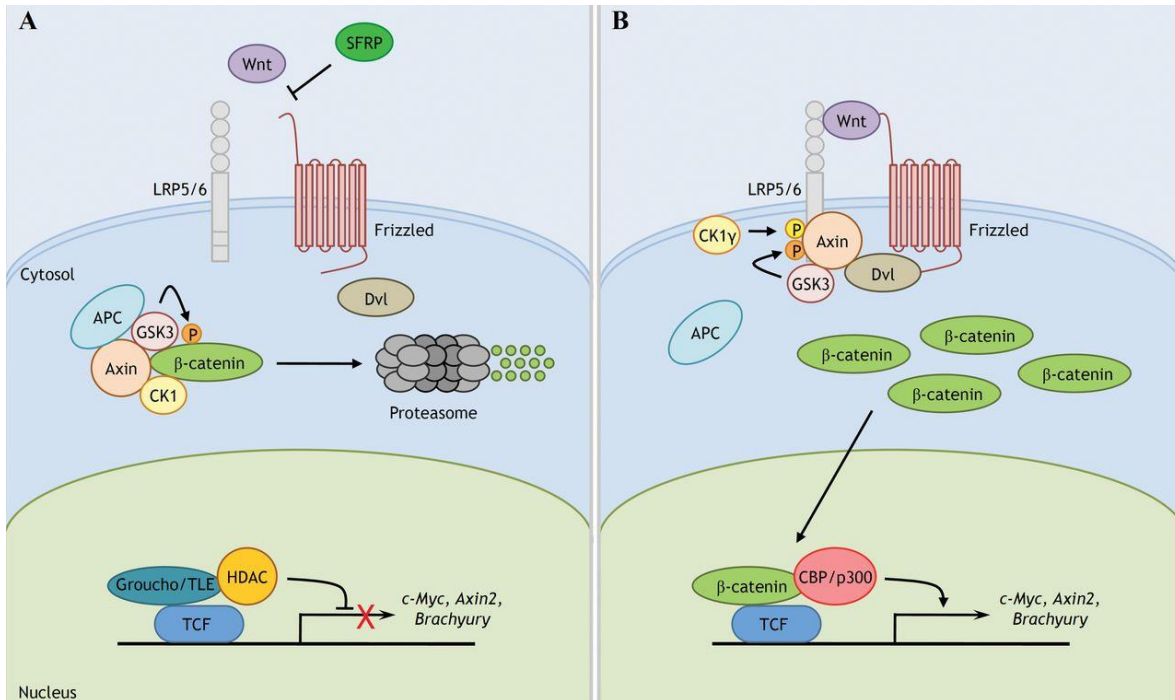 A
SFRP
Wnt
LRP5/6
Frizzled
Cytosol
Dvl
APC
GSK3
P
β-catenin
Axin
CK1
Proteasome
Groucho/TLE
HDAC
TCF
c-Myc, Axin2,
Brachyury
Nucleus
B
Wnt
LRP5/6
Frizzled
CK1γ
P
P
Axin
GSK3
Dvl
APC
β-catenin
β-catenin
β-catenin
β-catenin
β-catenin
CBP/p300
TCF
c-Myc, Axin2,
Brachyury